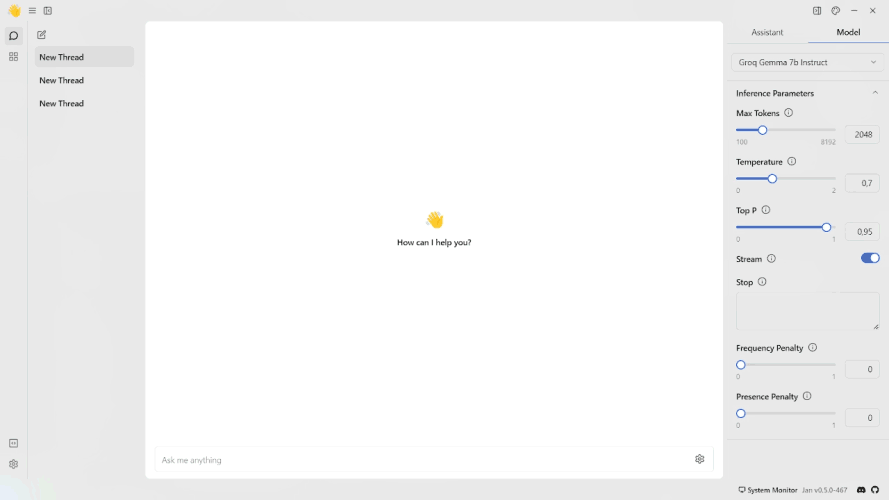 Assistant
Model
New Thread
New Thread
New Thread
Groq Gemma 7b Instruct
Inference Parameters
Max Tokens
2048
100
8192
Temperature
0,7
0
2
Top P
0,95
0
1
Stream
Stop
Frequency Penalty
0
0
1
Presence Penalty
0
0
1
How can I help you?
Ask me anything
System Monitor
Jan v0.5.0-467